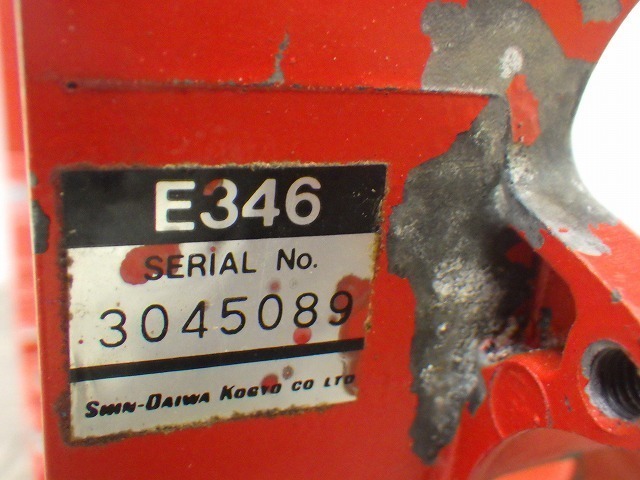 E346
SERIAL No.
3045089
SHIN-DAIWA KOGYO CO LTD